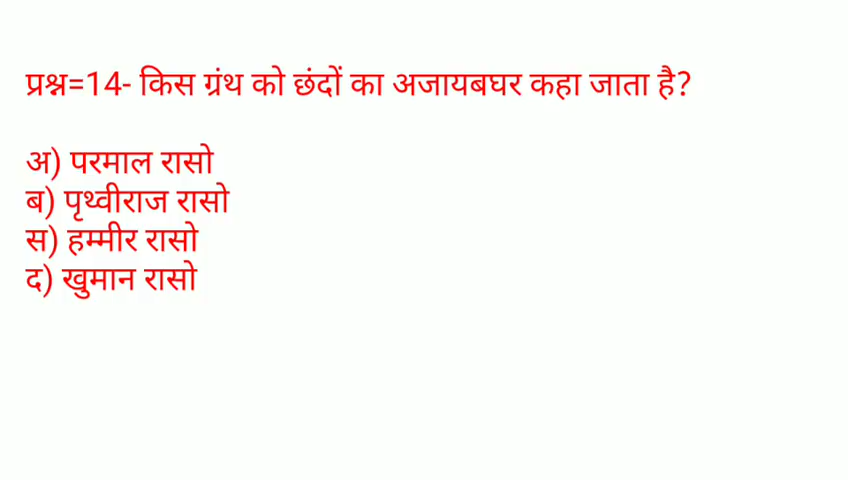 प्रश्न=14- किस ग्रंथ को छंदों का अजायबघर कहा जाता है?
अ) परमाल रासो
ब) पृथ्वीराज रासो
स) हम्मीर रासो
द) खुमान रासो